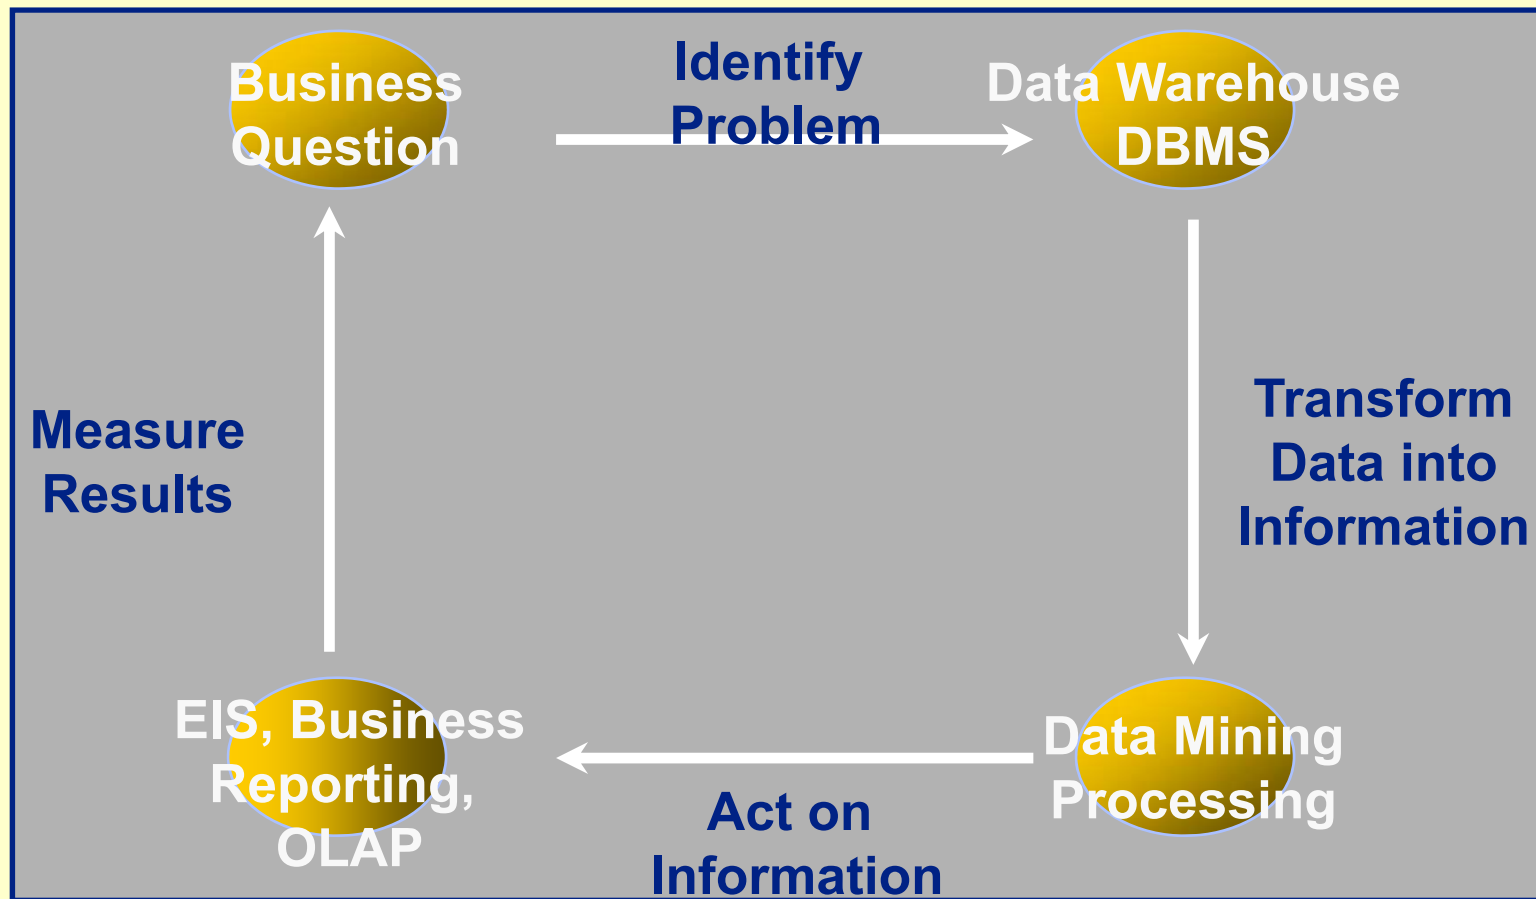 Business
Question
Identify
Problem
Data Warehouse
DBMS
Measure
Results
Transform
Data into
Information
EIS, Business
Reporting,
OLAP
Act on
Information
Data Mining
Processing